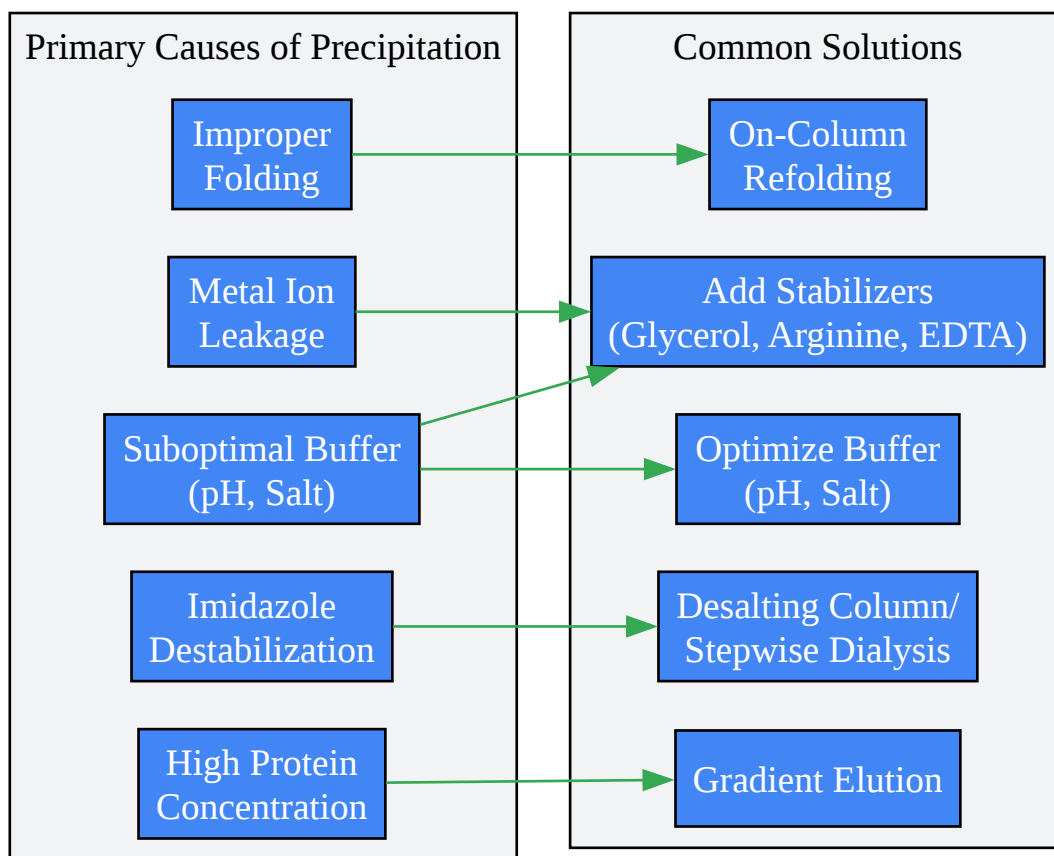 Primary Causes of Precipitation
Improper
Folding
Metal Ion
Leakage
Suboptimal Buffer
(pH, Salt)
Imidazole
Destabilization
High Protein
Concentration
Common Solutions
On-Column
Refolding
Add Stabilizers
(Glycerol, Arginine, EDTA)
Optimize Buffer
(pH, Salt)
Desalting Column/
Stepwise Dialysis
Gradient Elution